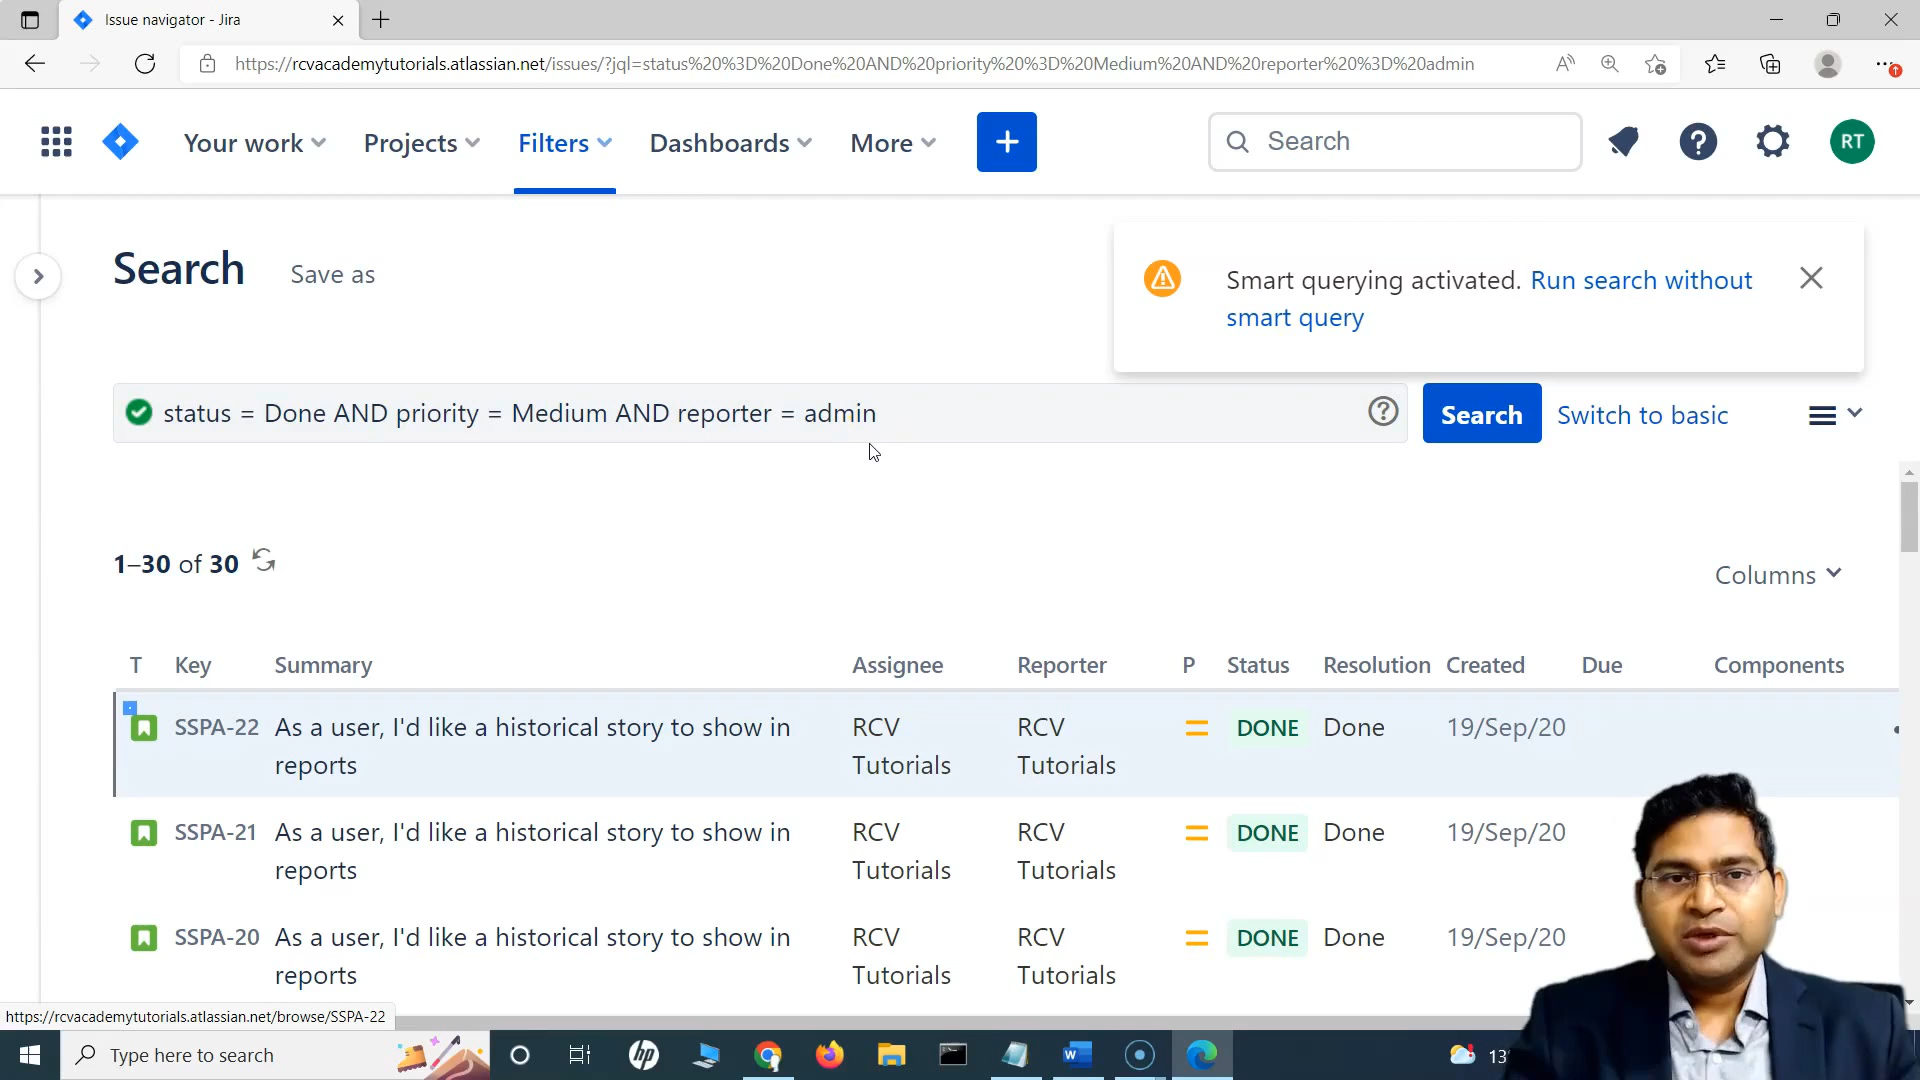 Issue navigator - Jira
https://rcvacademytutorials.atlassian.net/issues/?jql=status%20%3D%20Done%20AND%20priority%20%3D%20Medium%20AND%20reporter%20%3D%20admin
Your work Projects Filters Dashboards More + Search RT
Search Save as
Smart querying activated. Run search without
smart query
status = Done AND priority = Medium AND reporter = admin Search Switch to basic
1–30 of 30
Columns
T Key Summary Assignee Reporter P Status Resolution Created Due Components
SSPA-22 As a user, I'd like a historical story to show in RCV RCV DONE Done 19/Sep/20
reports Tutorials Tutorials
SSPA-21 As a user, I'd like a historical story to show in RCV RCV DONE Done 19/Sep/20
reports Tutorials Tutorials
SSPA-20 As a user, I'd like a historical story to show in RCV RCV DONE Done 19/Sep/20
reports Tutorials Tutorials
https://rcvacademytutorials.atlassian.net/browse/SSPA-22
Type here to search hp W 13